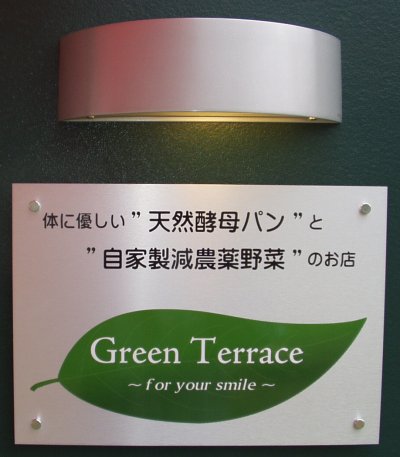 体に優しい ”天然酵母パン”と
”自家製減農薬野菜”のお店
Green Terrace
～for your smile～